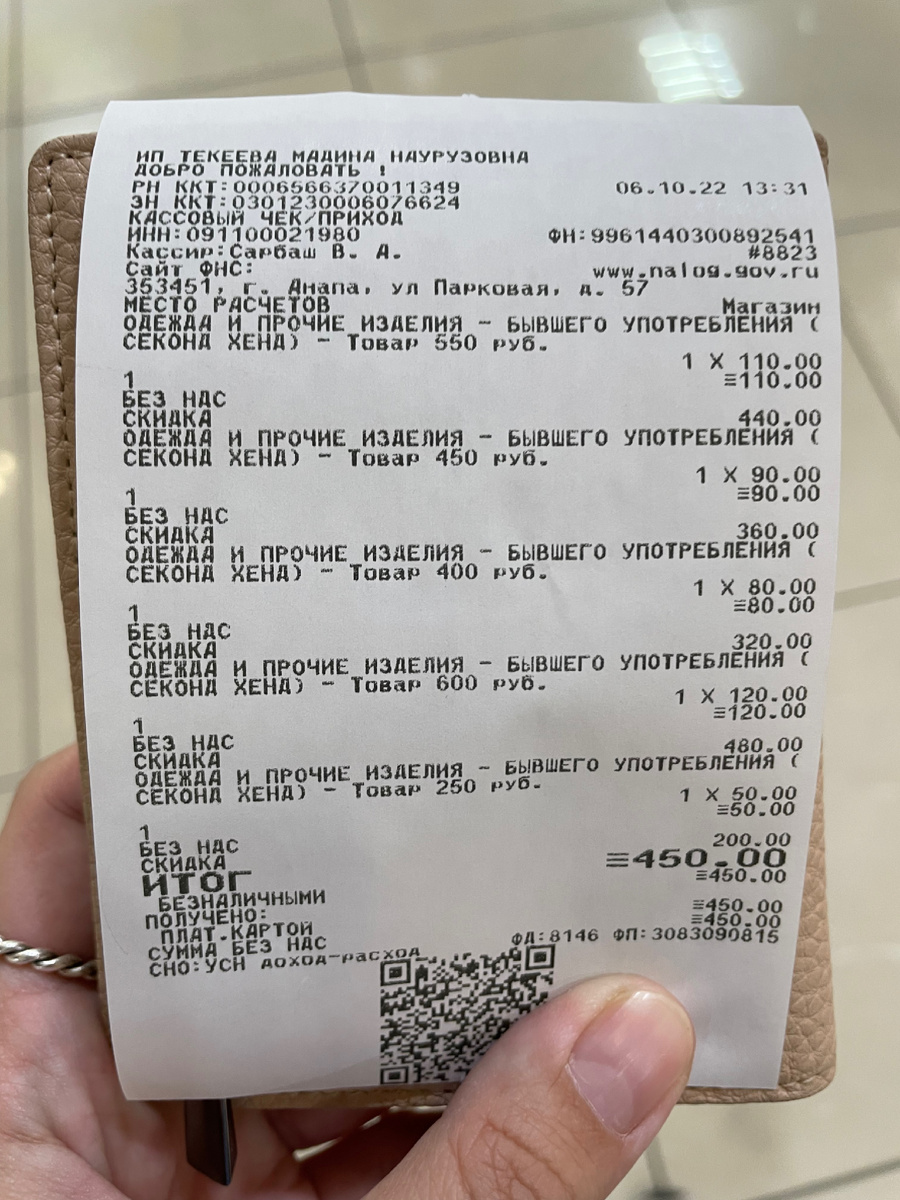 ИП ТЕКЕЕВА МАДИНА НАУРУЗОВНА
ДОБРО ПОЖАЛОВАТЬ !
РН ККТ:0006566370011349 06.10.22 13:31
ЗН ККТ:0301230006076624
КАССОВЫЙ ЧЕК/ПРИХОД
ИНН:091100021980 ФН:9961440300892541
Кассир:Сарбаш В. А. #8823
Сайт ФНС: www.nalog.gov.ru
353451, г. Анапа, ул Парковая, д. 57
МЕСТО РАСЧЕТОВ Магазин
ОДЕЖДА И ПРОЧИЕ ИЗДЕЛИЯ - БЫВШЕГО УПОТРЕБЛЕНИЯ (
СЕКОНД ХЕНД) - Товар 550 руб.
1 X 110.00
1 ≡110.00
БЕЗ НДС
СКИДКА 440.00
ОДЕЖДА И ПРОЧИЕ ИЗДЕЛИЯ - БЫВШЕГО УПОТРЕБЛЕНИЯ (
СЕКОНД ХЕНД) - Товар 450 руб.
1 X 90.00
1 ≡90.00
БЕЗ НДС
СКИДКА 360.00
ОДЕЖДА И ПРОЧИЕ ИЗДЕЛИЯ - БЫВШЕГО УПОТРЕБЛЕНИЯ (
СЕКОНД ХЕНД) - Товар 400 руб.
1 X 80.00
1 ≡80.00
БЕЗ НДС
СКИДКА 320.00
ОДЕЖДА И ПРОЧИЕ ИЗДЕЛИЯ - БЫВШЕГО УПОТРЕБЛЕНИЯ (
СЕКОНД ХЕНД) - Товар 600 руб.
1 X 120.00
1 ≡120.00
БЕЗ НДС
СКИДКА 480.00
ОДЕЖДА И ПРОЧИЕ ИЗДЕЛИЯ - БЫВШЕГО УПОТРЕБЛЕНИЯ (
СЕКОНД ХЕНД) - Товар 250 руб.
1 X 50.00
1 ≡50.00
БЕЗ НДС
СКИДКА 200.00
ИТОГ ≡450.00
БЕЗНАЛИЧНЫМИ ≡450.00
ПОЛУЧЕНО:
ПЛАТ.КАРТОЙ ≡450.00
СУММА БЕЗ НДС ≡450.00
СНО:УСН доход-расход ФД:8146 ФП:3083090815